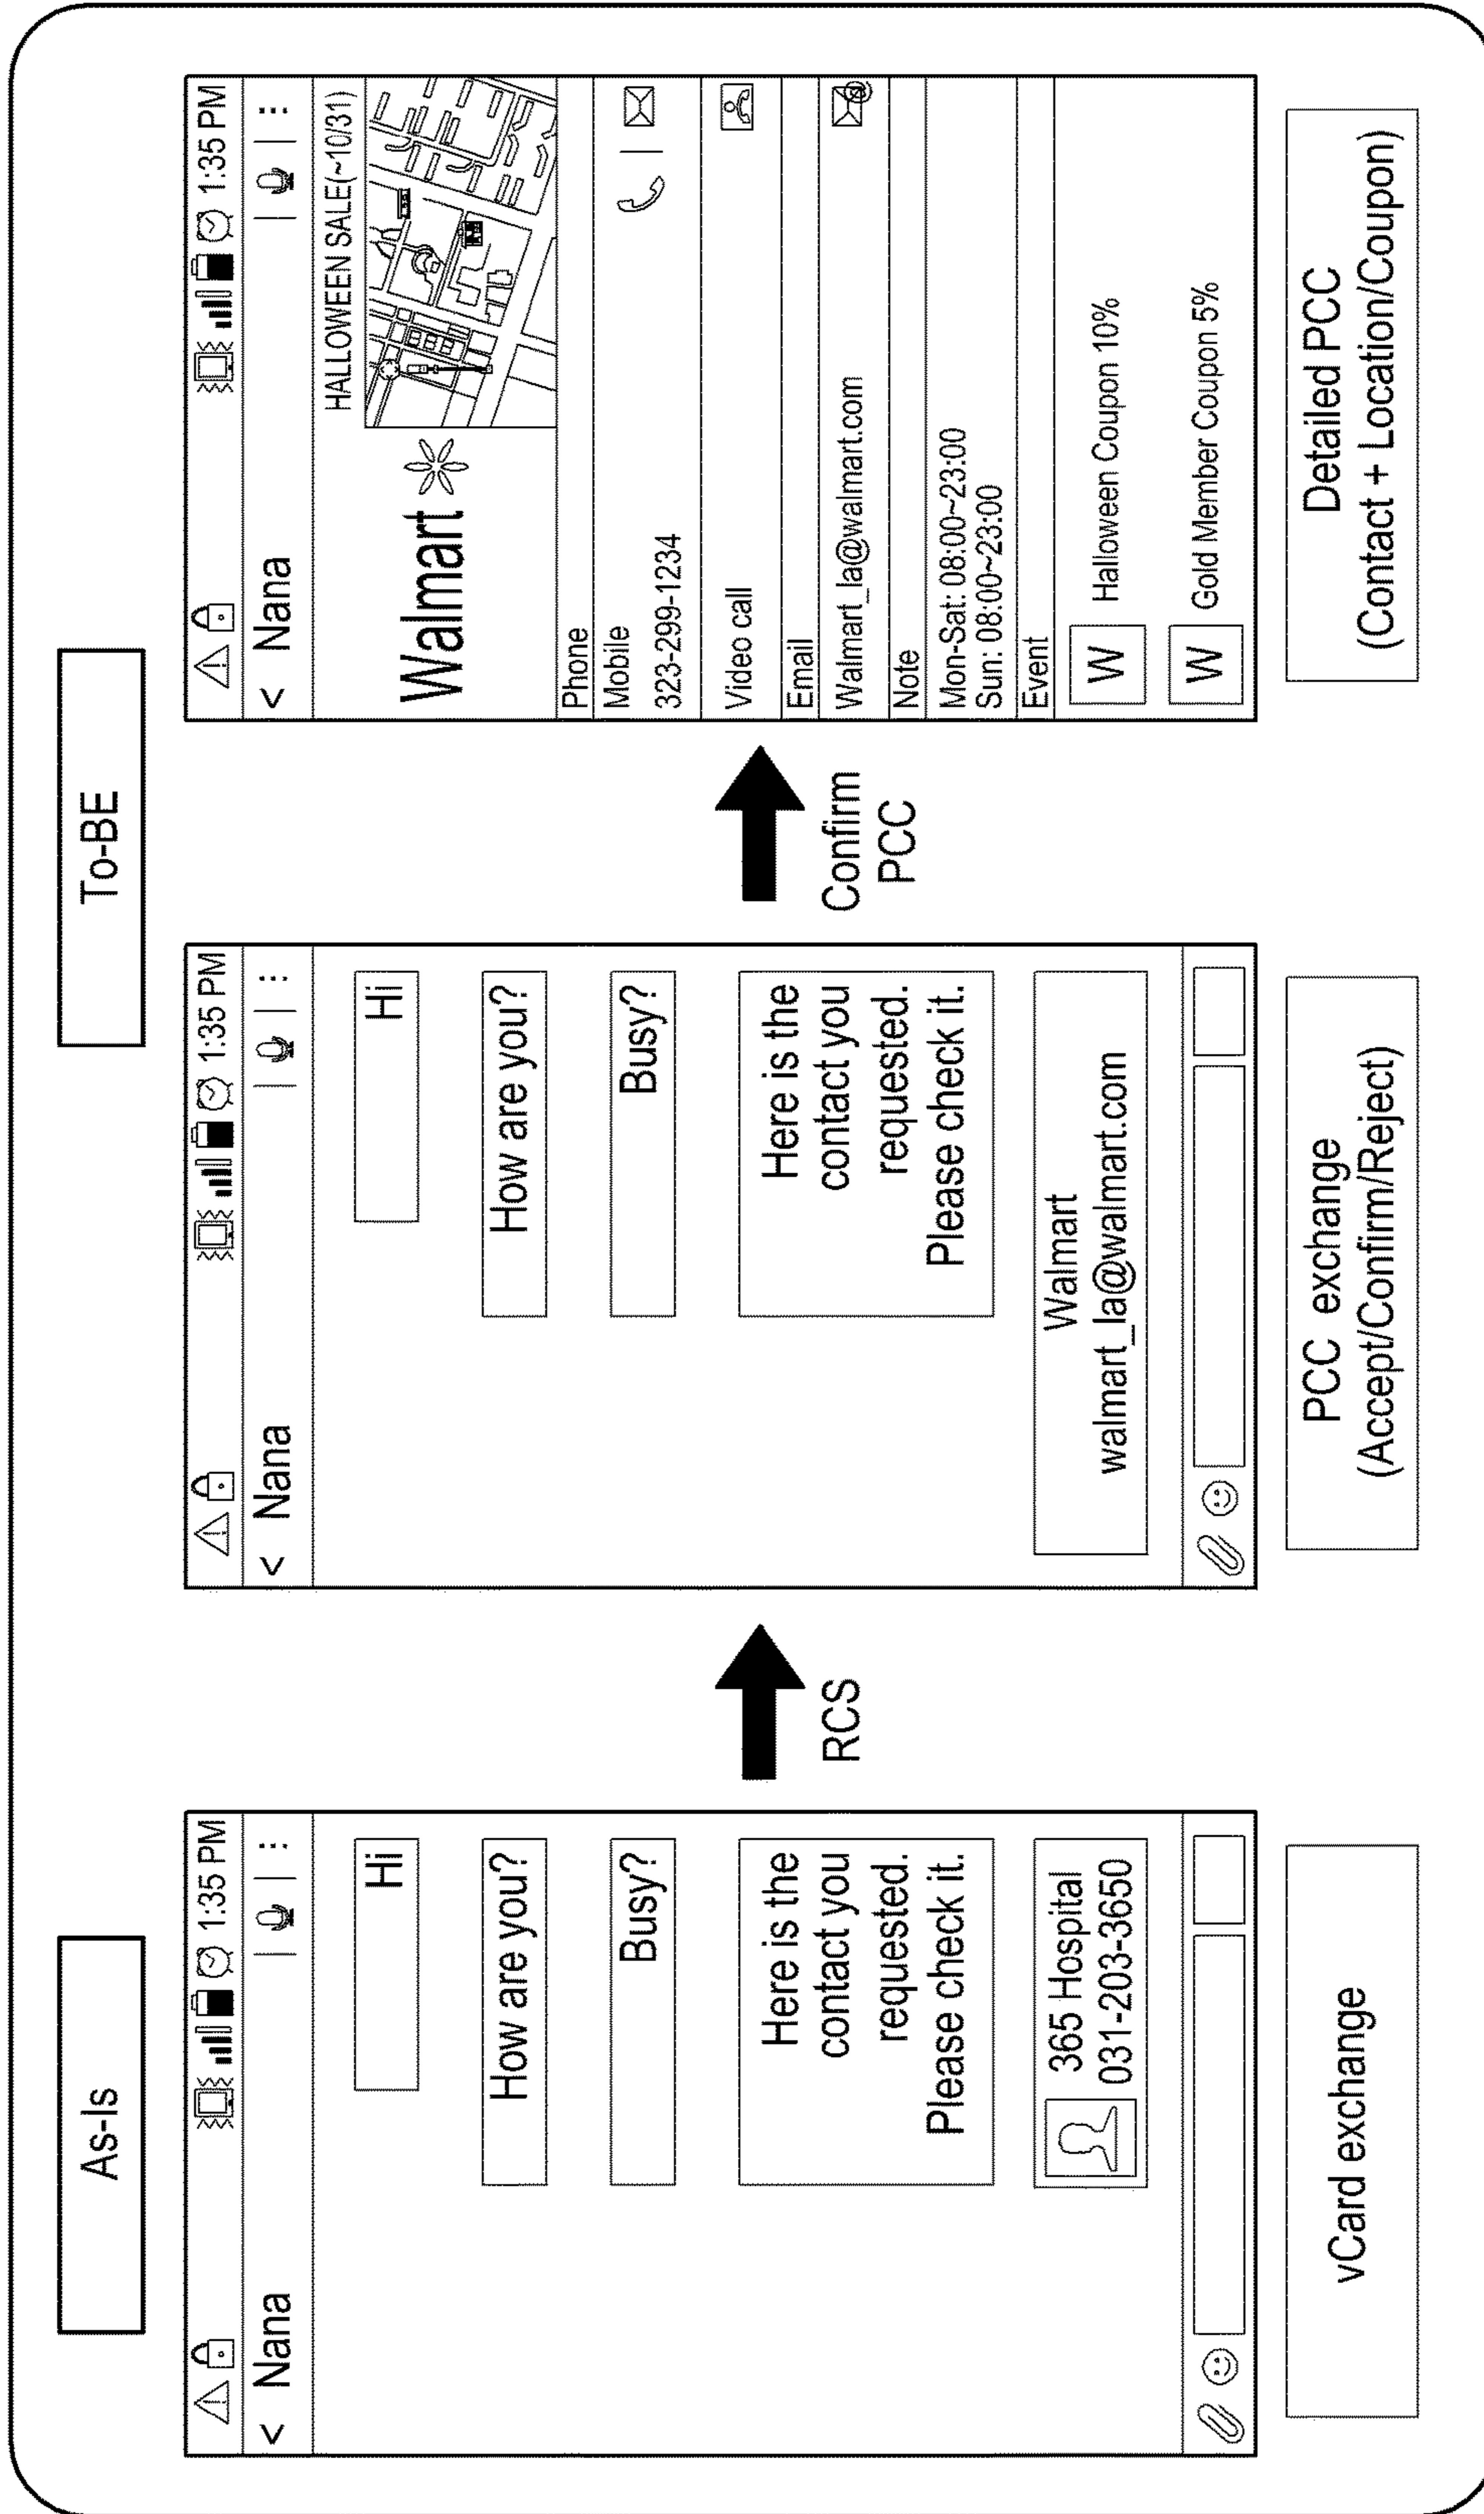 As-Is
To-BE
1:35 PM
< Nana
Hi
How are you?
Busy?
Here is the
contact you
requested.
Please check it.
365 Hospital
031-203-3650
vCard exchange
RCS
1:35 PM
< Nana
Hi
How are you?
Busy?
Here is the
contact you
requested.
Please check it.
Walmart
walmart_la@walmart.com
PCC exchange
(Accept/Confirm/Reject)
Confirm
PCC
1:35 PM
< Nana
HALLOWEEN SALE(~10/31)
Walmart
Phone
Mobile
323-299-1234
Video call
Email
Walmart_la@walmart.com
Note
Mon-Sat: 08:00~23:00
Sun: 08:00~23:00
Event
W Halloween Coupon 10%
W Gold Member Coupon 5%
Detailed PCC
(Contact + Location/Coupon)